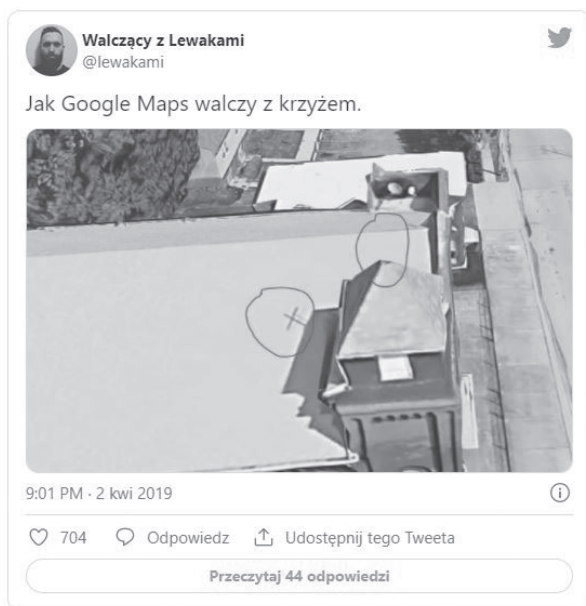 Walczący z Lewakami
@lewakami
Jak Google Maps walczy z krzyżem.
9:01 PM · 2 kwi 2019
704 Odpowiedz Udostępnij tego Tweeta
Przeczytaj 44 odpowiedzi